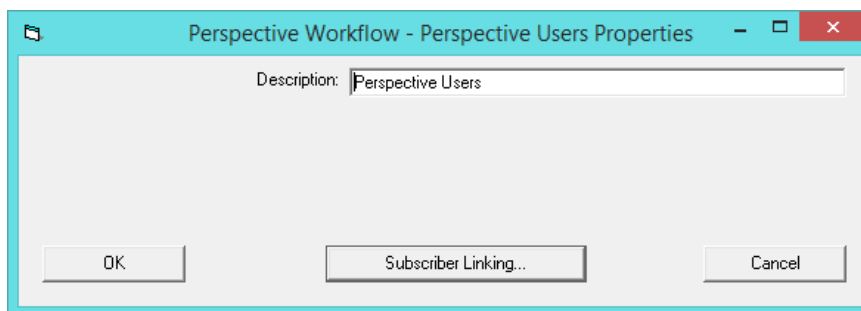 Perspective Workflow - Perspective Users Properties
Description: Perspective Users
OK Subscriber Linking... Cancel